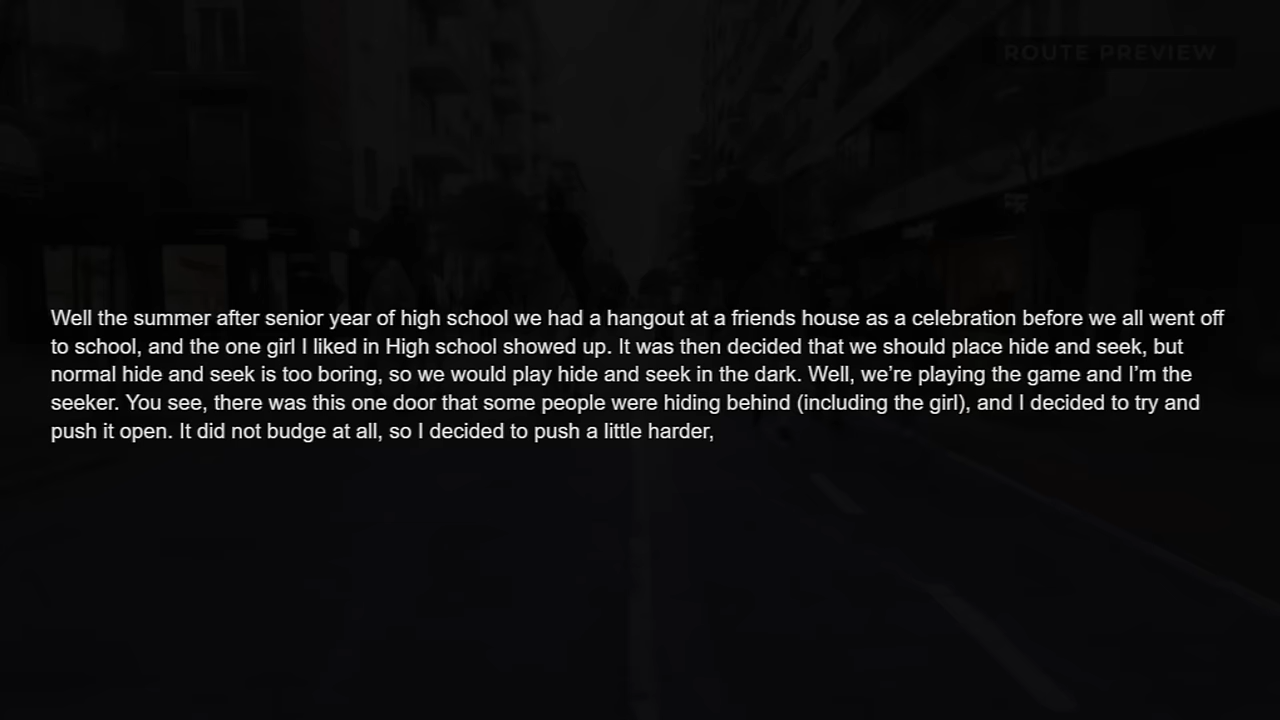 ROUTE PREVIEW
Well the summer after senior year of high school we had a hangout at a friends house as a celebration before we all went off
to school, and the one girl I liked in High school showed up. It was then decided that we should place hide and seek, but
normal hide and seek is too boring, so we would play hide and seek in the dark. Well, we’re playing the game and I’m the
seeker. You see, there was this one door that some people were hiding behind (including the girl), and I decided to try and
push it open. It did not budge at all, so I decided to push a little harder,